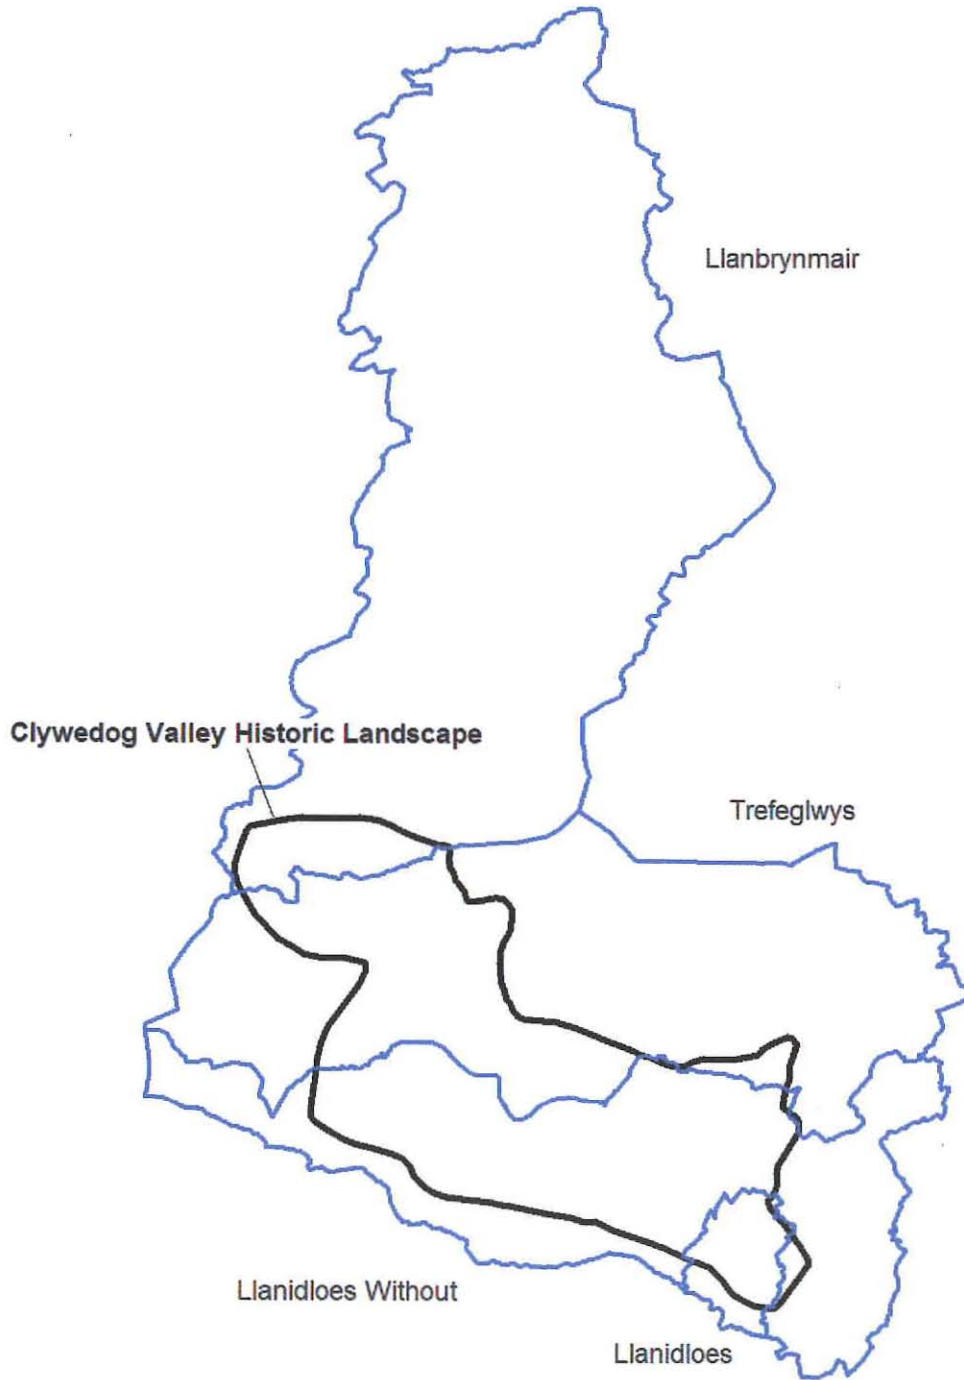 Llanbrynmair
Clywedog Valley Historic Landscape
Trefeglwys
Llanidloes Without
Llanidloes